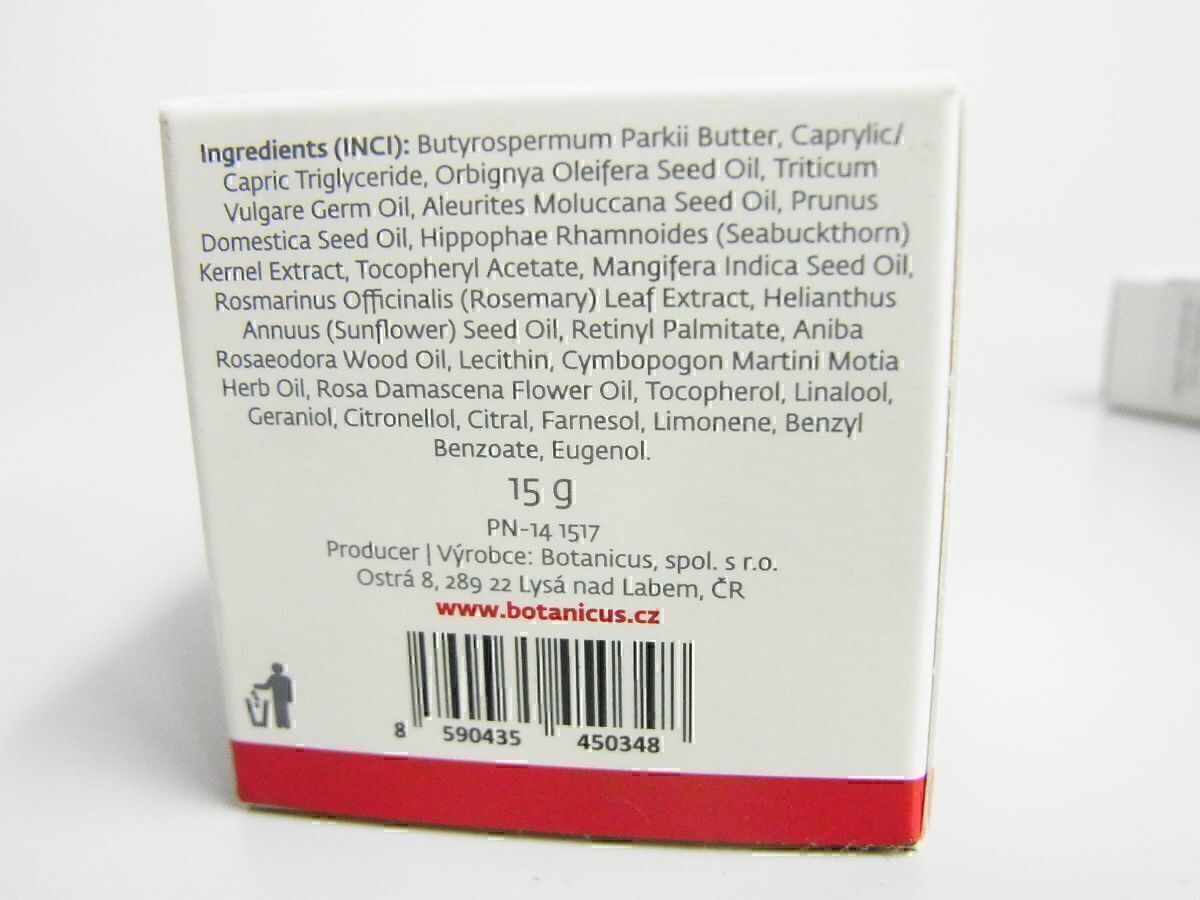 Ingredients (INCI): Butyrospermum Parkii Butter, Caprylic/
Capric Triglyceride, Orbignya Oleifera Seed Oil, Triticum
Vulgare Germ Oil, Aleurites Moluccana Seed Oil, Prunus
Domestica Seed Oil, Hippophae Rhamnoides (Seabuckthorn)
Kernel Extract, Tocopheryl Acetate, Mangifera Indica Seed Oil,
Rosmarinus Officinalis (Rosemary) Leaf Extract, Helianthus
Annuus (Sunflower) Seed Oil, Retinyl Palmitate, Aniba
Rosaeodora Wood Oil, Lecithin, Cymbopogon Martini Motia
Herb Oil, Rosa Damascena Flower Oil, Tocopherol, Linalool,
Geraniol, Citronellol, Citral, Farnesol, Limonene, Benzyl
Benzoate, Eugenol.
15 g
PN-14 1517
Producer | Výrobce: Botanicus, spol. s r.o.
Ostrá 8, 289 22 Lysá nad Labem, ČR
www.botanicus.cz
8 590435 450348